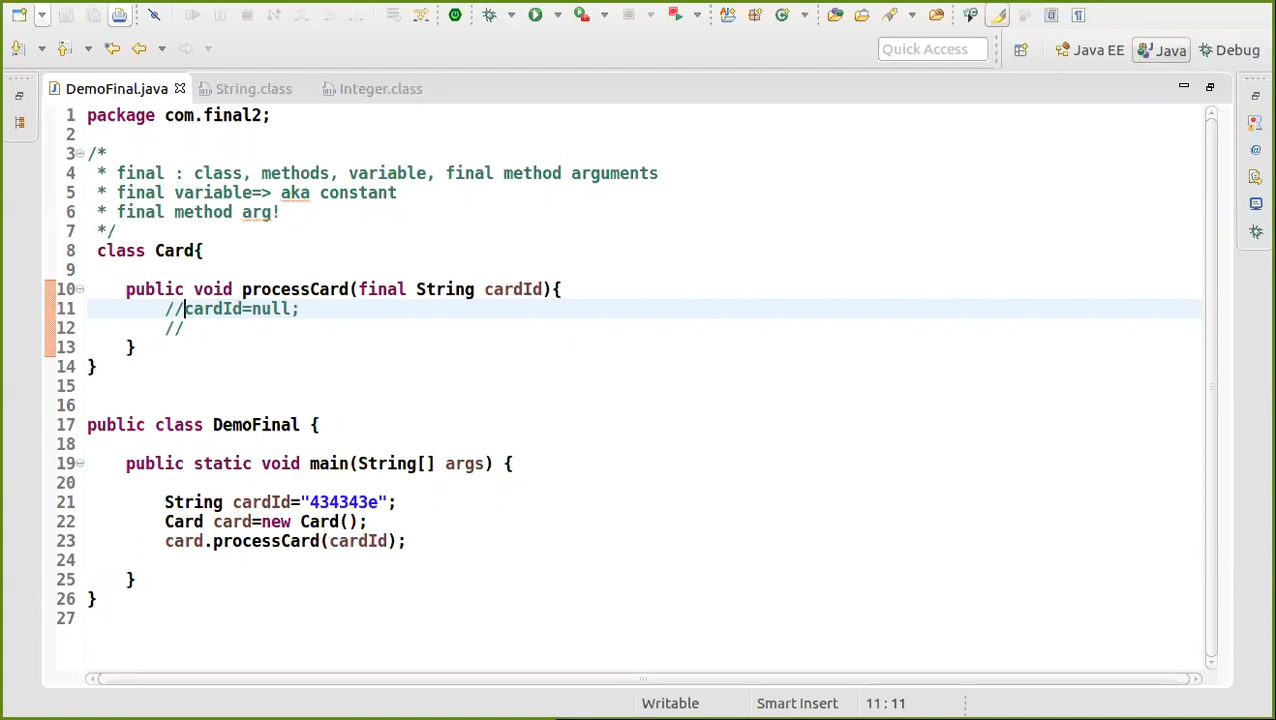 Quick Access
Java EE
Java
Debug
DemoFinal.java
String.class
Integer.class
1 package com.final2;
2
3 /*
4 * final : class, methods, variable, final method arguments
5 * final variable=> aka constant
6 * final method arg!
7 */
8 class Card{
9
10 public void processCard(final String cardId){
11 //cardId=null;
12 //
13 }
14 }
15
16
17 public class DemoFinal {
18
19 public static void main(String[] args) {
20
21 String cardId="434343e";
22 Card card=new Card();
23 card.processCard(cardId);
24
25 }
26 }
27
Writable
Smart Insert
11 : 11